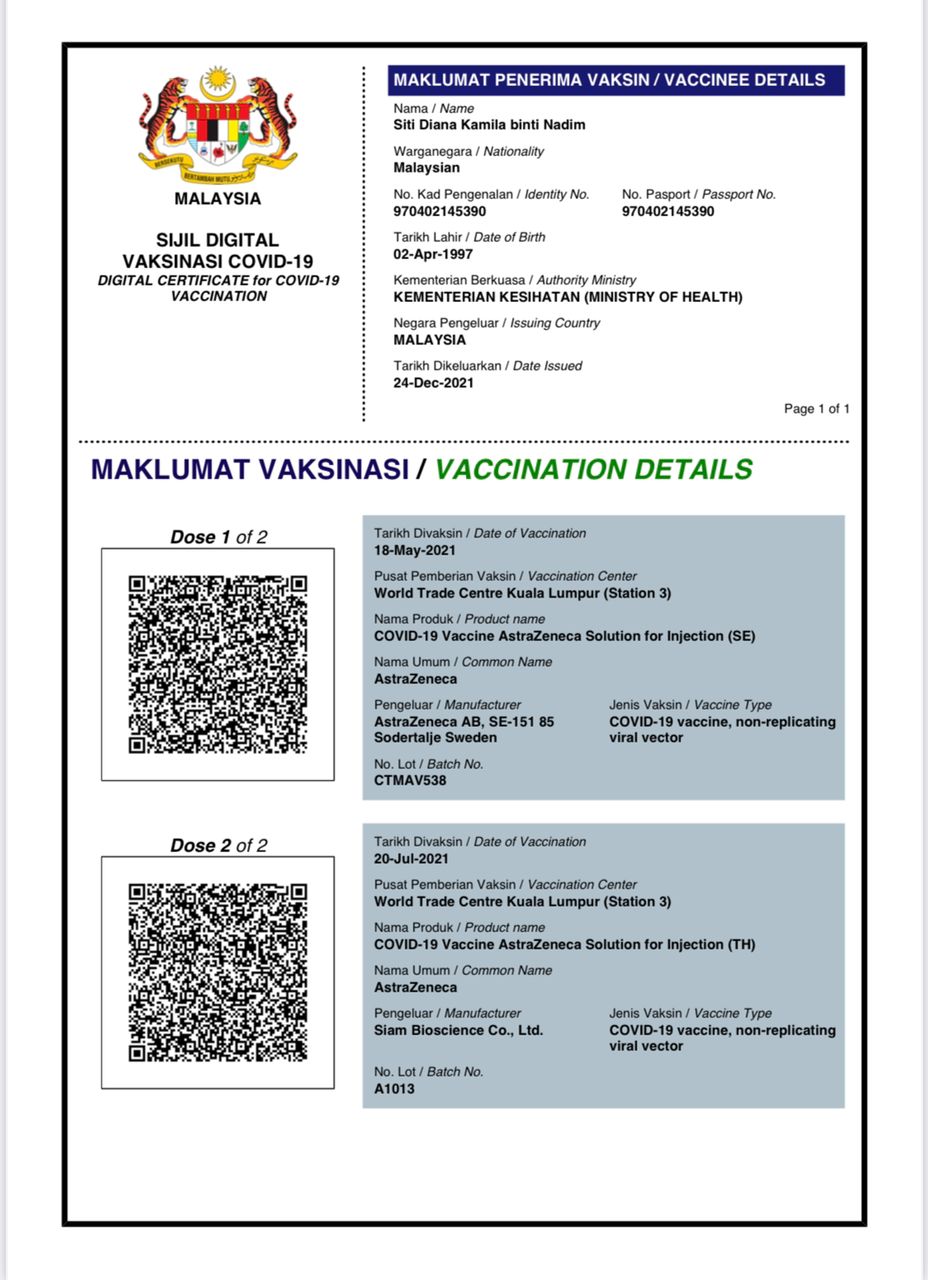 BERSEKUTU
BERTAMBAH MUTU
MALAYSIA
SIJIL DIGITAL
VAKSINASI COVID-19
DIGITAL CERTIFICATE for COVID-19
VACCINATION
MAKLUMAT PENERIMA VAKSIN / VACCINEE DETAILS
Nama / Name
Siti Diana Kamila binti Nadim
Warganegara / Nationality
Malaysian
No. Kad Pengenalan / Identity No. No. Pasport / Passport No.
970402145390 970402145390
Tarikh Lahir / Date of Birth
02-Apr-1997
Kementerian Berkuasa / Authority Ministry
KEMENTERIAN KESIHATAN (MINISTRY OF HEALTH)
Negara Pengeluar / Issuing Country
MALAYSIA
Tarikh Dikeluarkan / Date Issued
24-Dec-2021
Page 1 of 1
MAKLUMAT VAKSINASI / VACCINATION DETAILS
Dose 1 of 2
Tarikh Divaksin / Date of Vaccination
18-May-2021
Pusat Pemberian Vaksin / Vaccination Center
World Trade Centre Kuala Lumpur (Station 3)
Nama Produk / Product name
COVID-19 Vaccine AstraZeneca Solution for Injection (SE)
Nama Umum / Common Name
AstraZeneca
Pengeluar / Manufacturer Jenis Vaksin / Vaccine Type
AstraZeneca AB, SE-151 85 COVID-19 vaccine, non-replicating
Sodertalje Sweden viral vector
No. Lot / Batch No.
CTMAV538
Dose 2 of 2
Tarikh Divaksin / Date of Vaccination
20-Jul-2021
Pusat Pemberian Vaksin / Vaccination Center
World Trade Centre Kuala Lumpur (Station 3)
Nama Produk / Product name
COVID-19 Vaccine AstraZeneca Solution for Injection (TH)
Nama Umum / Common Name
AstraZeneca
Pengeluar / Manufacturer Jenis Vaksin / Vaccine Type
Siam Bioscience Co., Ltd. COVID-19 vaccine, non-replicating
viral vector
No. Lot / Batch No.
A1013